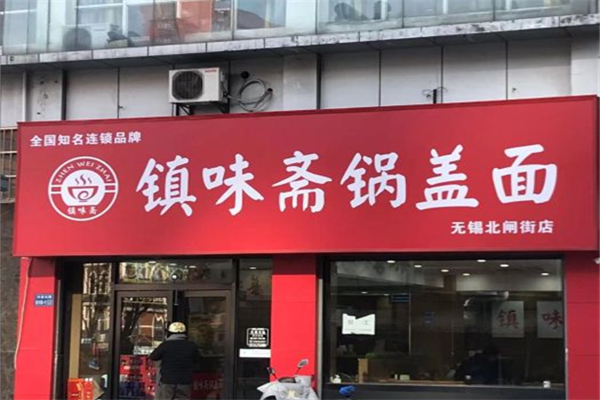 全国知名连锁品牌
ZHEN WEI ZHAI
镇味斋
镇味斋锅盖面
无锡北闸街店
镇味